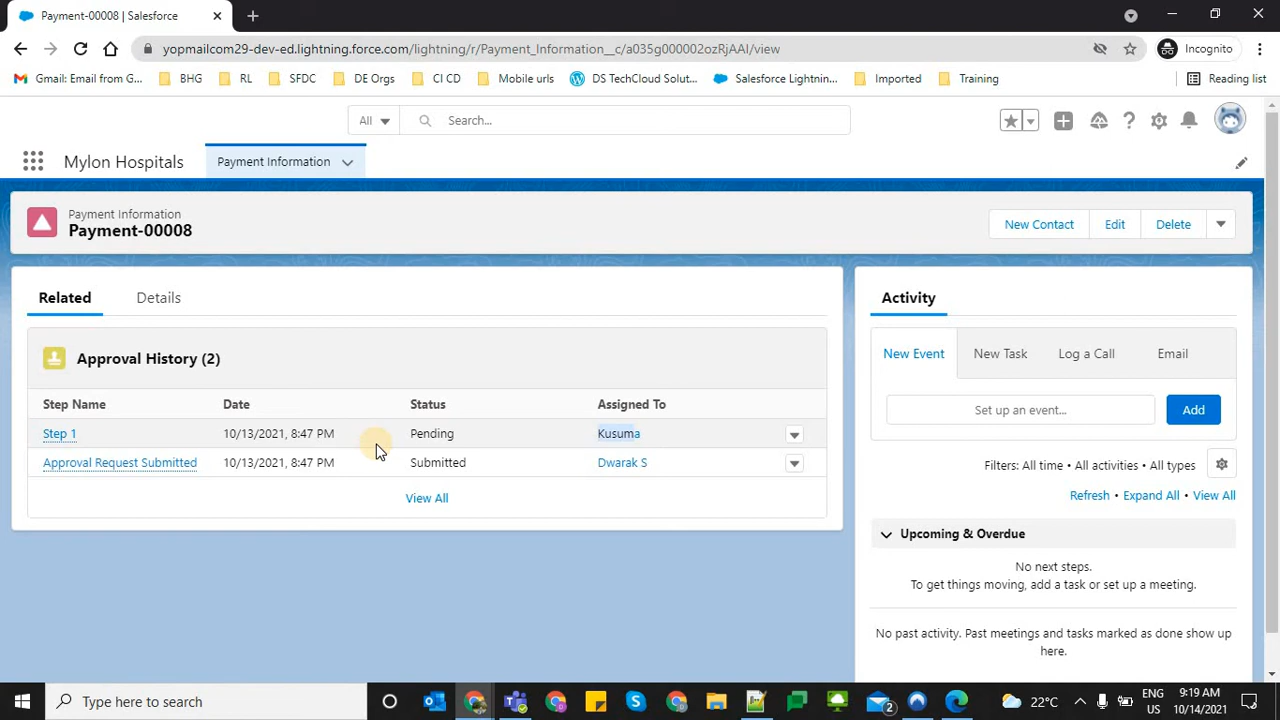 Payment-00008 | Salesforce
yopmailcom29-dev-ed.lightning.force.com/lightning/r/Payment_Information__c/a035g000002ozRjAAI/view
Incognito
Gmail: Email from G...
BHG
RL
SFDC
DE Orgs
CI CD
Mobile urls
DS TechCloud Solut...
Salesforce Lightnin...
Imported
Training
Reading list
All
Search...
Mylon Hospitals
Payment Information
Payment Information
Payment-00008
New Contact
Edit
Delete
Related
Details
Approval History (2)
Step Name Date Status Assigned To
Step 1 10/13/2021, 8:47 PM Pending Kusuma
Approval Request Submitted 10/13/2021, 8:47 PM Submitted Dwarak S
View All
Activity
New Event
New Task
Log a Call
Email
Set up an event...
Add
Filters: All time • All activities • All types
Refresh • Expand All • View All
Upcoming & Overdue
No next steps.
To get things moving, add a task or set up a meeting.
No past activity. Past meetings and tasks marked as done show up
here.
Type here to search
2
22°C
ENG
US
9:19 AM
10/14/2021